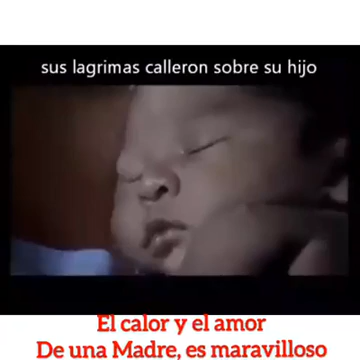 sus lagrimas calleron sobre su hijo
El calor y el amor
De una Madre, es maravilloso